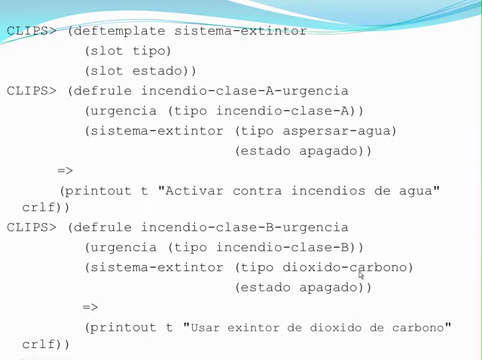 CLIPS> (deftemplate sistema-extintor
(slot tipo)
(slot estado))
CLIPS> (defrule incendio-clase-A-urgencia
(urgencia (tipo incendio-clase-A))
(sistema-extintor (tipo aspersar-agua)
(estado apagado))
=>
(printout t "Activar contra incendios de agua"
crlf))
CLIPS> (defrule incendio-clase-B-urgencia
(urgencia (tipo incendio-clase-B))
(sistema-extintor (tipo dioxido-carbono)
(estado apagado))
=>
(printout t "Usar exintor de dioxido de carbono"
crlf))